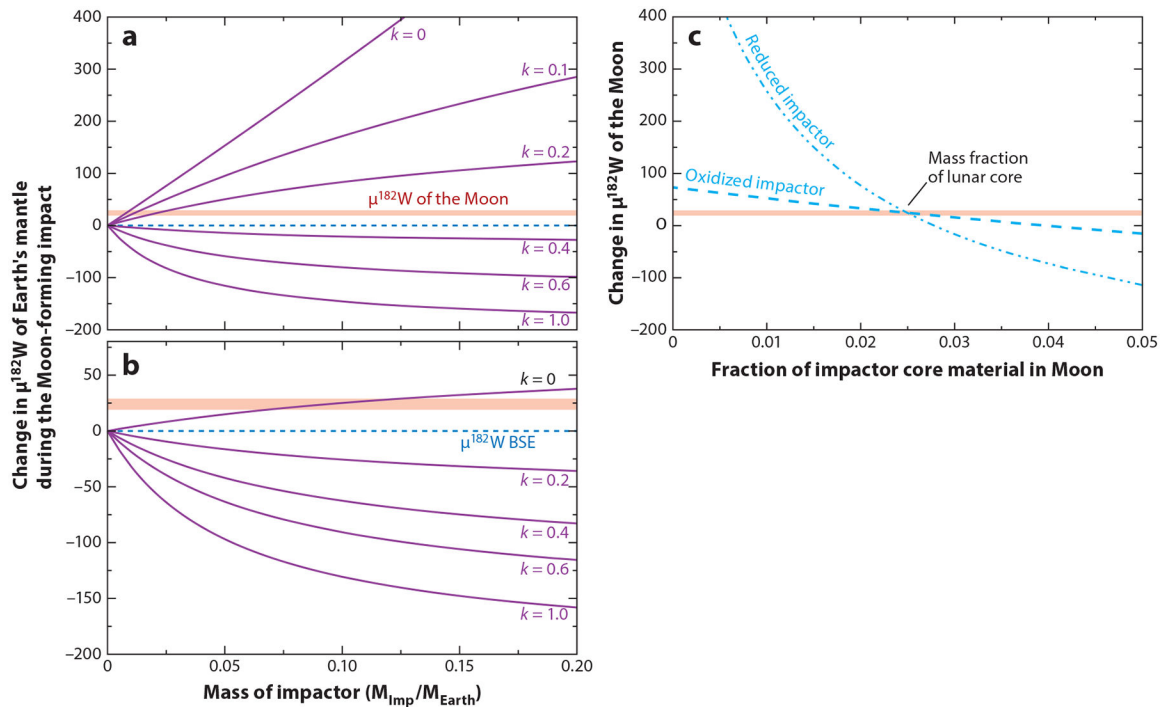 Change in μ¹⁸²W of Earth's mantle
during the Moon-forming impact
400
300
200
100
0
−100
−200
a
k = 0
k = 0.1
k = 0.2
μ¹⁸²W of the Moon
k = 0.4
k = 0.6
k = 1.0
50
0
−50
−100
−150
−200
b
k = 0
μ¹⁸²W BSE
k = 0.2
k = 0.4
k = 0.6
k = 1.0
0
0.05
0.10
0.15
0.20
Mass of impactor (M_Imp/M_Earth)
Change in μ¹⁸²W of the Moon
400
300
200
100
0
−100
−200
c
Reduced impactor
Oxidized impactor
Mass fraction
of lunar core
0
0.01
0.02
0.03
0.04
0.05
Fraction of impactor core material in Moon